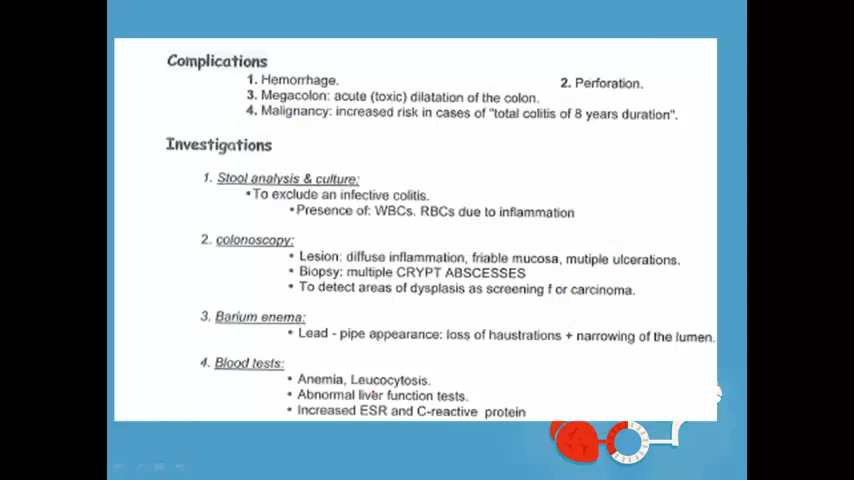 Complications
1. Hemorrhage. 2. Perforation.
3. Megacolon: acute (toxic) dilatation of the colon.
4. Malignancy: increased risk in cases of "total colitis of 8 years duration".
Investigations
1. Stool analysis & culture:
•To exclude an infective colitis.
•Presence of: WBCs. RBCs due to inflammation
2. colonoscopy:
• Lesion: diffuse inflammation, friable mucosa, mutiple ulcerations.
• Biopsy: multiple CRYPT ABSCESSES
• To detect areas of dysplasis as screening f or carcinoma.
3. Barium enema:
• Lead - pipe appearance: loss of haustrations + narrowing of the lumen.
4. Blood tests:
• Anemia, Leucocytosis.
• Abnormal liver function tests.
• Increased ESR and C-reactive protein